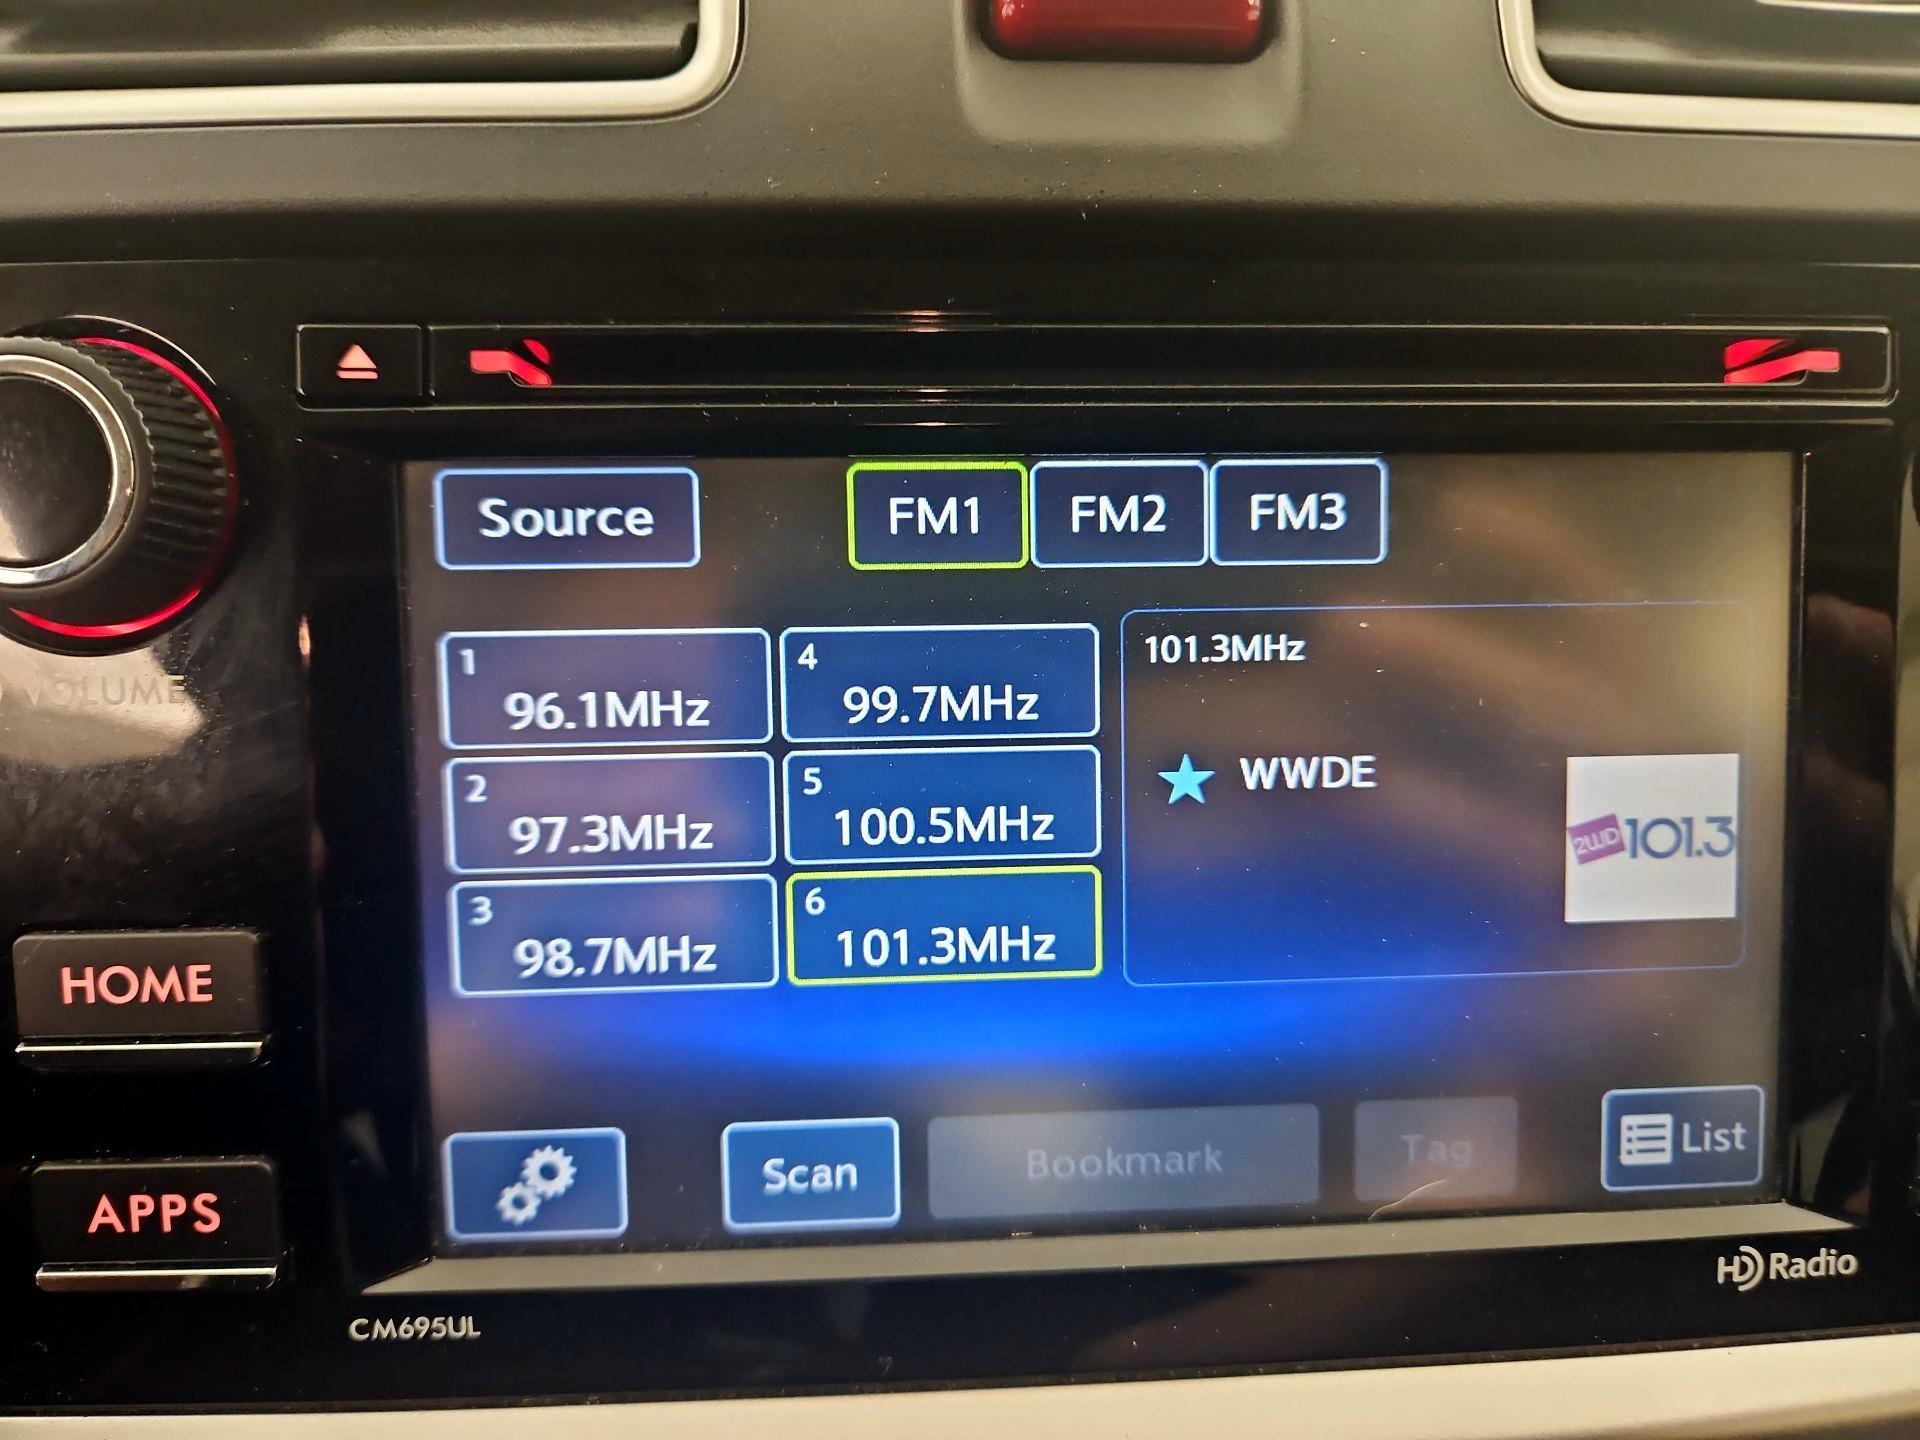 Source
FM1
FM2
FM3
1
96.1MHz
4
99.7MHz
101.3MHz
2
97.3MHz
5
100.5MHz
WWDE
2WD 101.3
3
98.7MHz
6
101.3MHz
Scan
Bookmark
Tag
List
VOLUME
HOME
APPS
CM695UL
HD Radio